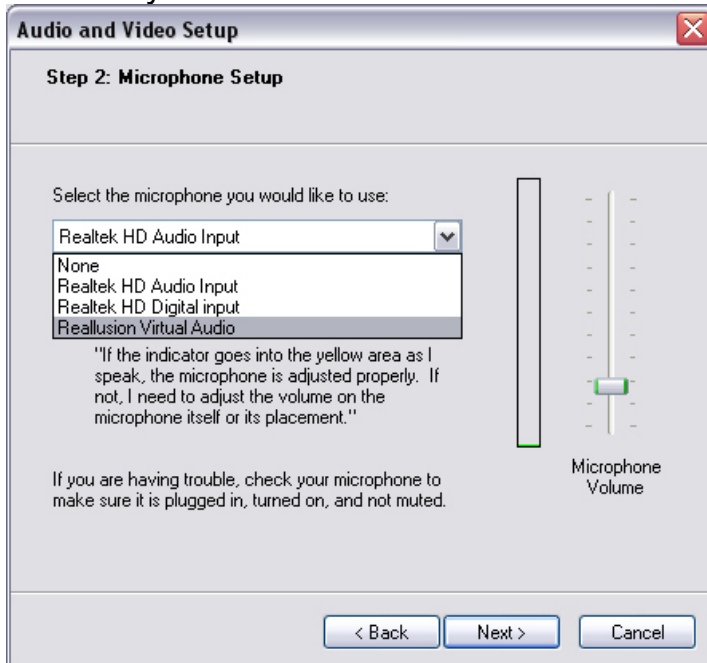 Audio and Video Setup
Step 2: Microphone Setup
Select the microphone you would like to use:
Realtek HD Audio Input
None
Realtek HD Audio Input
Realtek HD Digital input
Reallusion Virtual Audio
"If the indicator goes into the yellow area as I
speak, the microphone is adjusted properly. If
not, I need to adjust the volume on the
microphone itself or its placement."
If you are having trouble, check your microphone to
make sure it is plugged in, turned on, and not muted.
Microphone
Volume
< Back
Next >
Cancel